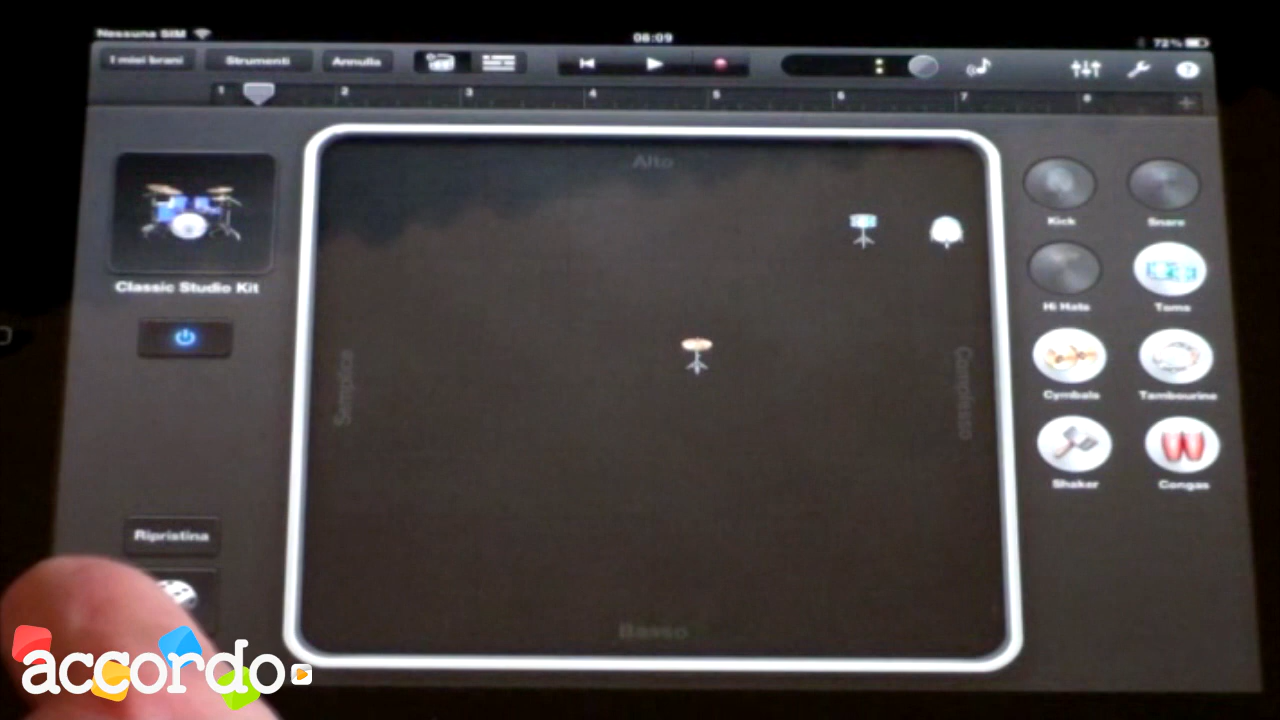 Nessuna SIM
08:09
72%
I miei brani
Strumenti
Annulla
1 2 3 4 5 6 7 8 +
?
Alto
Kick
Snare
Classic Studio Kit
Hi Hats
Toms
Semplice
Complesso
Cymbals
Tambourine
Shaker
Congas
Ripristina
Basso
accordo